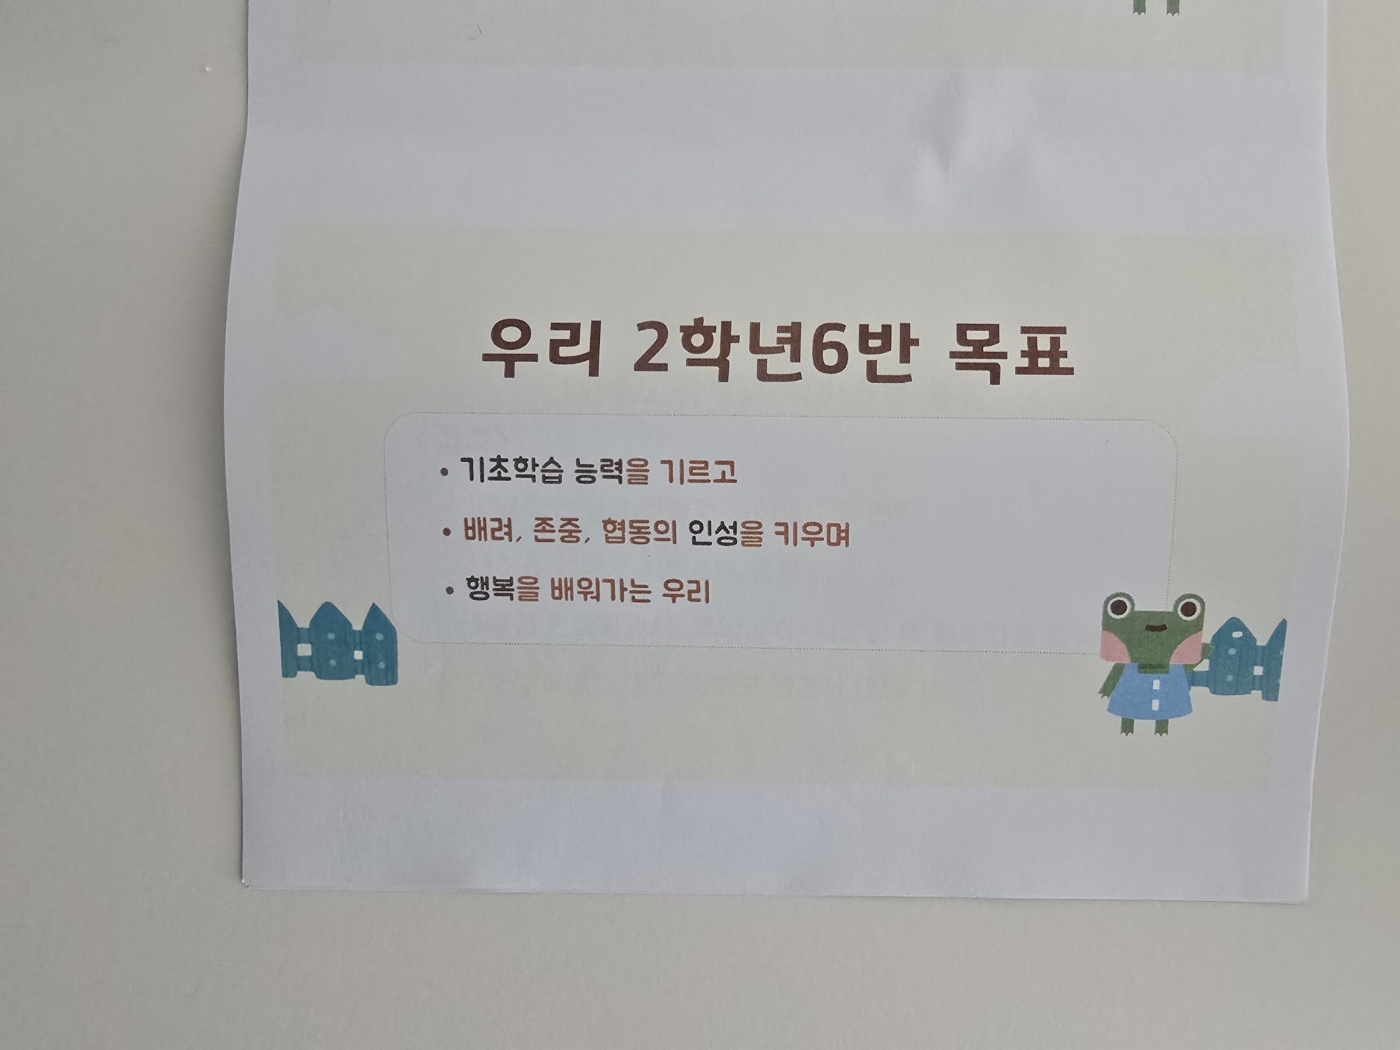 우리 2학년6반 목표
• 기초학습 능력을 기르고
• 배려, 존중, 협동의 인성을 키우며
• 행복을 배워가는 우리